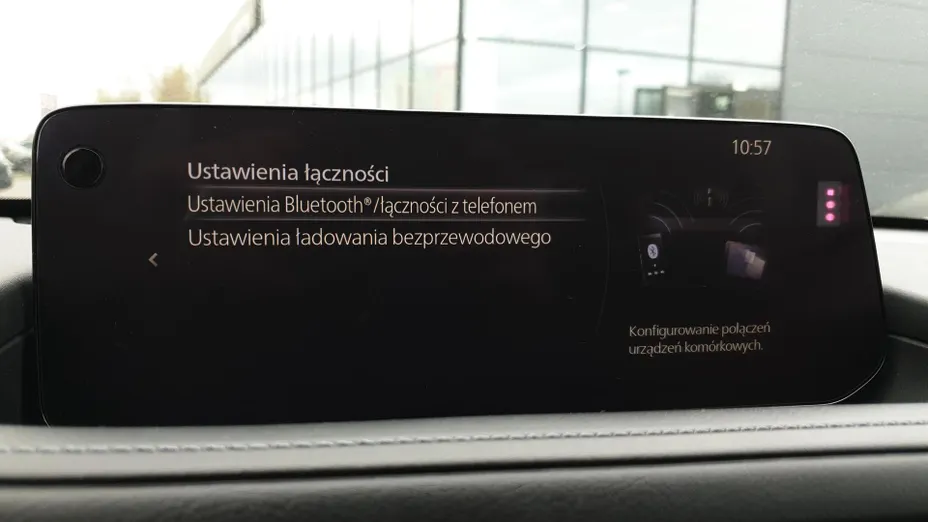 10:57
Ustawienia łączności
Ustawienia Bluetooth®/łączności z telefonem
Ustawienia ładowania bezprzewodowego
Konfigurowanie połączeń
urządzeń komórkowych.